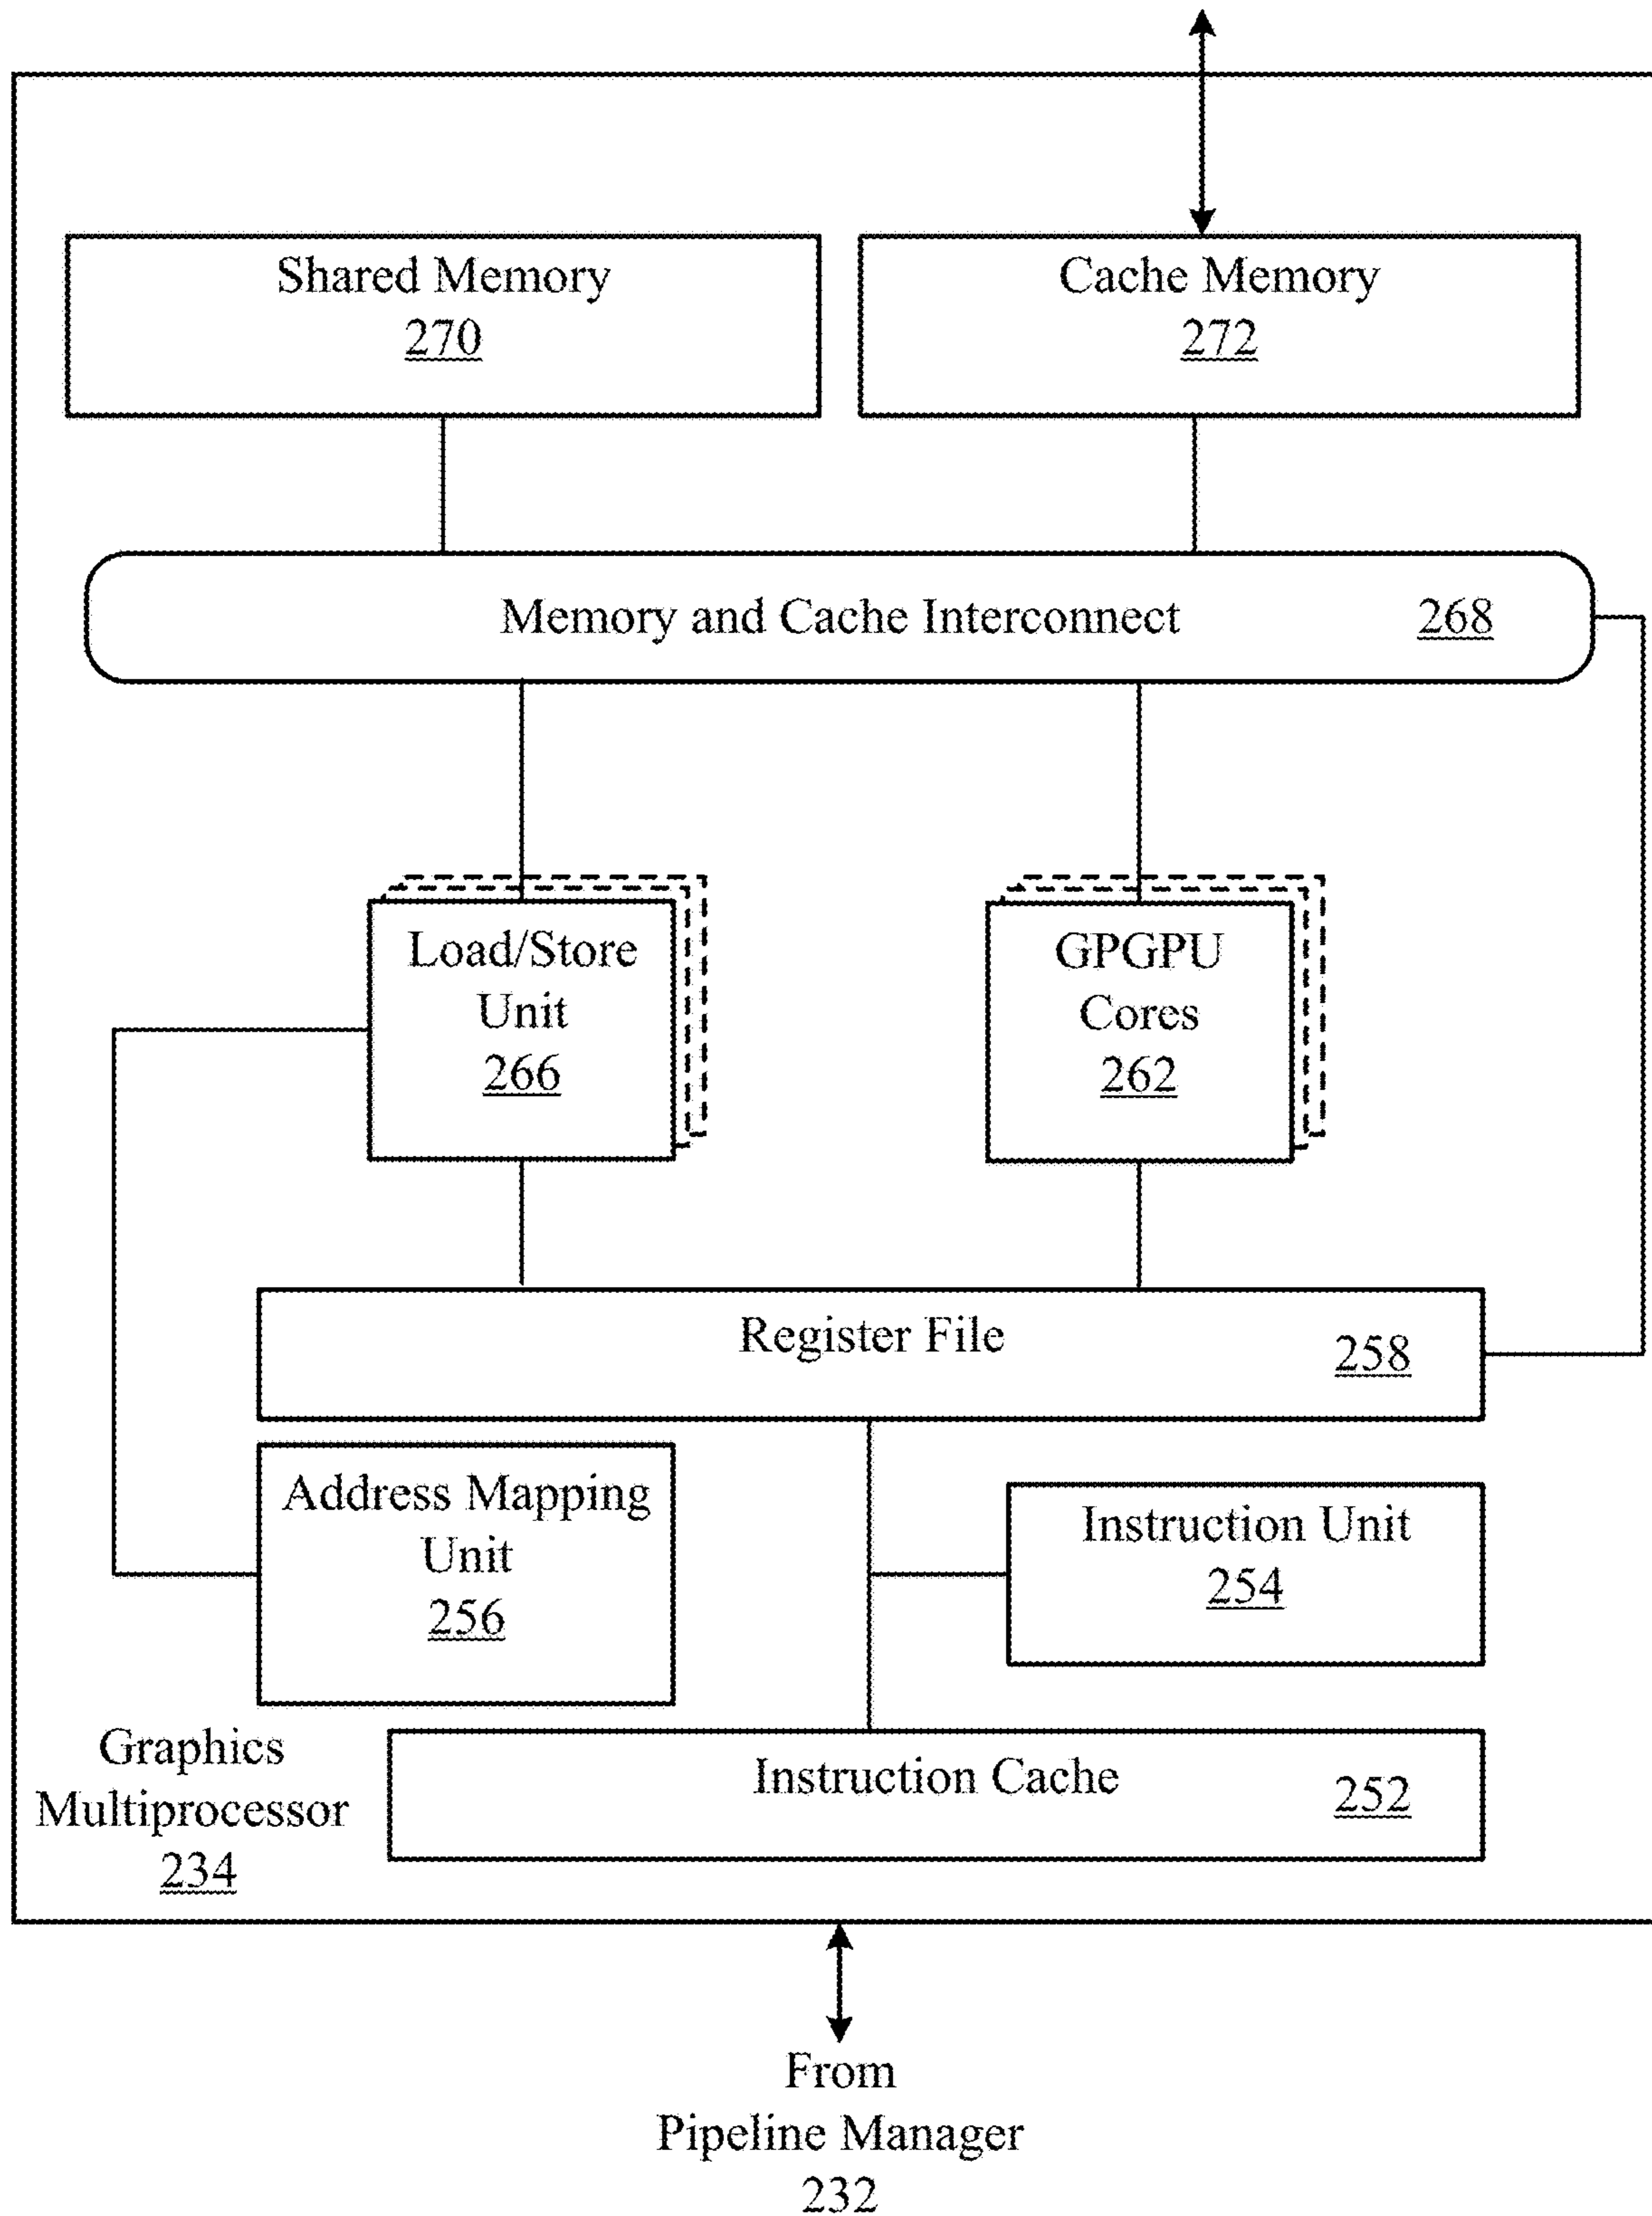 Shared Memory
270
Cache Memory
272
Memory and Cache Interconnect 268
Load/Store
Unit
266
GPGPU
Cores
262
Register File 258
Address Mapping
Unit
256
Instruction Unit
254
Graphics
Multiprocessor
234
Instruction Cache 252
From
Pipeline Manager
232